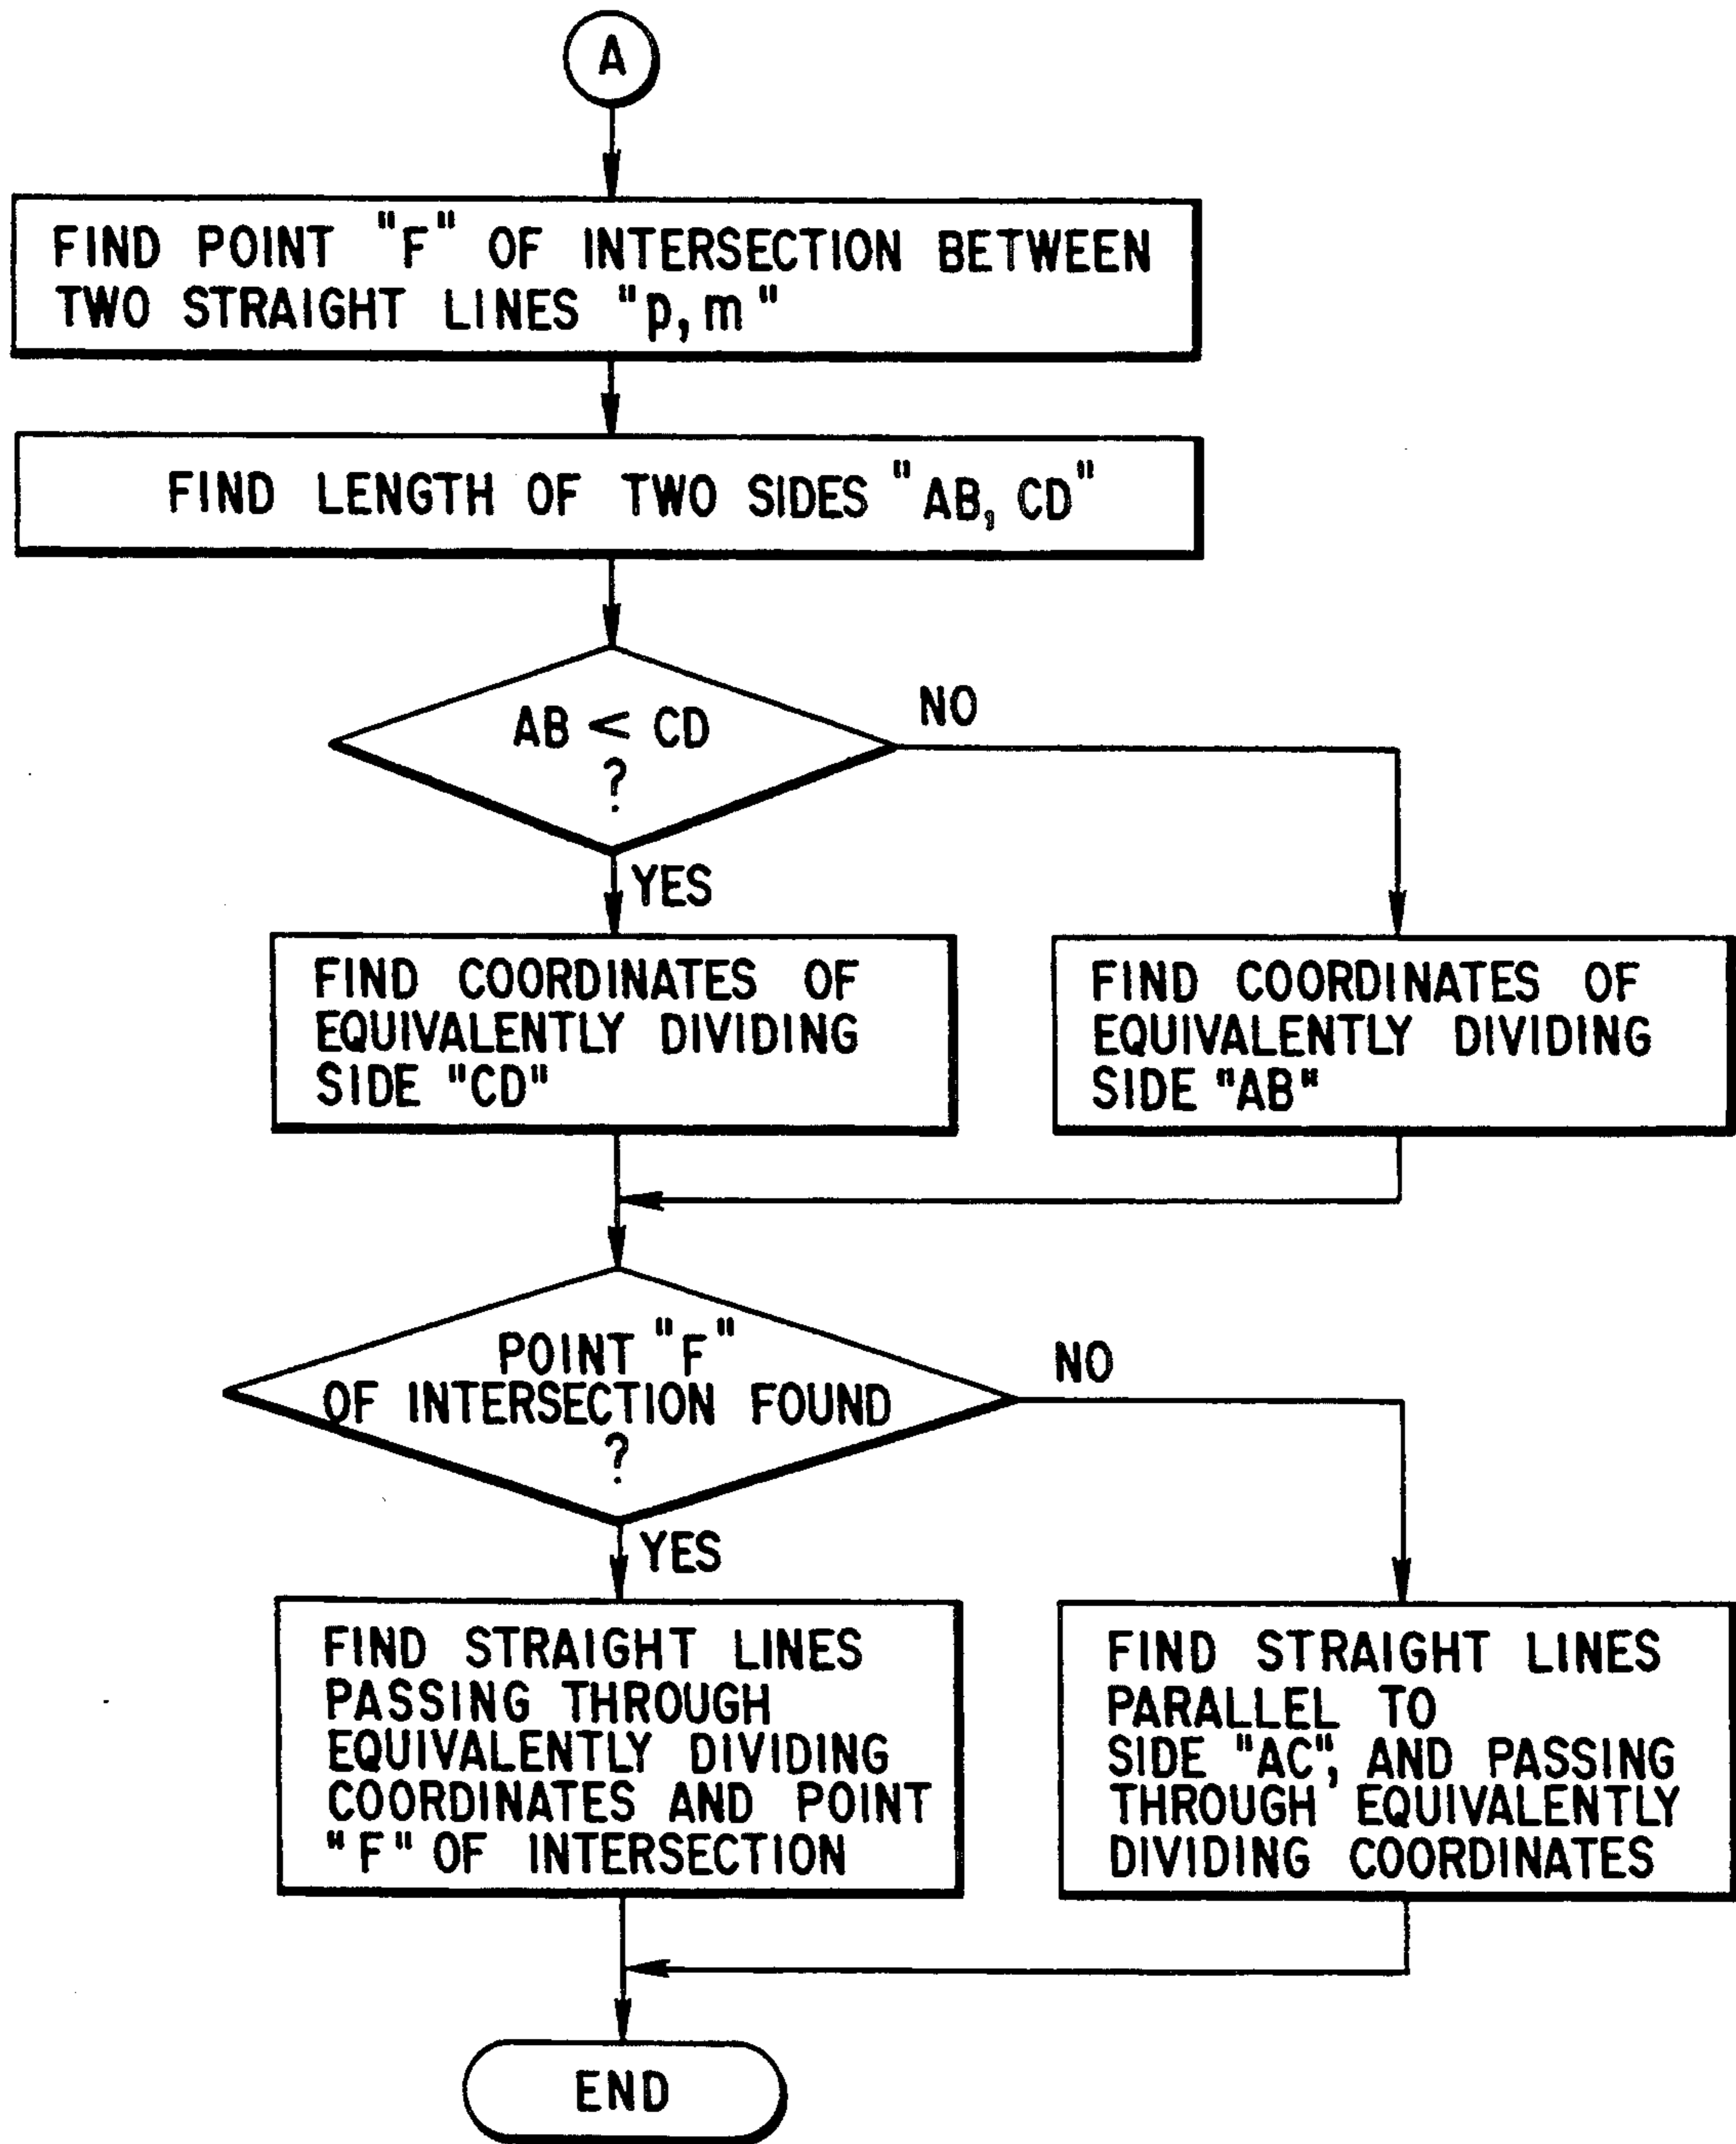 A
FIND POINT "F" OF INTERSECTION BETWEEN
TWO STRAIGHT LINES "p,m"
FIND LENGTH OF TWO SIDES "AB, CD"
AB < CD
?
NO
YES
FIND COORDINATES OF
EQUIVALENTLY DIVIDING
SIDE "CD"
FIND COORDINATES OF
EQUIVALENTLY DIVIDING
SIDE "AB"
POINT "F"
OF INTERSECTION FOUND
?
NO
YES
FIND STRAIGHT LINES
PASSING THROUGH
EQUIVALENTLY DIVIDING
COORDINATES AND POINT
"F" OF INTERSECTION
FIND STRAIGHT LINES
PARALLEL TO
SIDE "AC", AND PASSING
THROUGH EQUIVALENTLY
DIVIDING COORDINATES
END